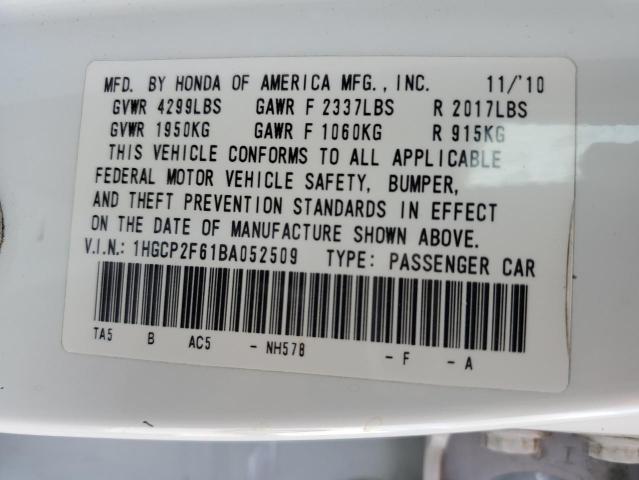 MFD. BY HONDA OF AMERICA MFG., INC. 11/'10
GVWR 4299LBS GAWR F 2337LBS R 2017LBS
GVWR 1950KG GAWR F 1060KG R 915KG
THIS VEHICLE CONFORMS TO ALL APPLICABLE
FEDERAL MOTOR VEHICLE SAFETY, BUMPER,
AND THEFT PREVENTION STANDARDS IN EFFECT
ON THE DATE OF MANUFACTURE SHOWN ABOVE.
V.I.N.: 1HGCP2F61BA052509 TYPE: PASSENGER CAR
TA5 B AC5 - NH578 - F - A